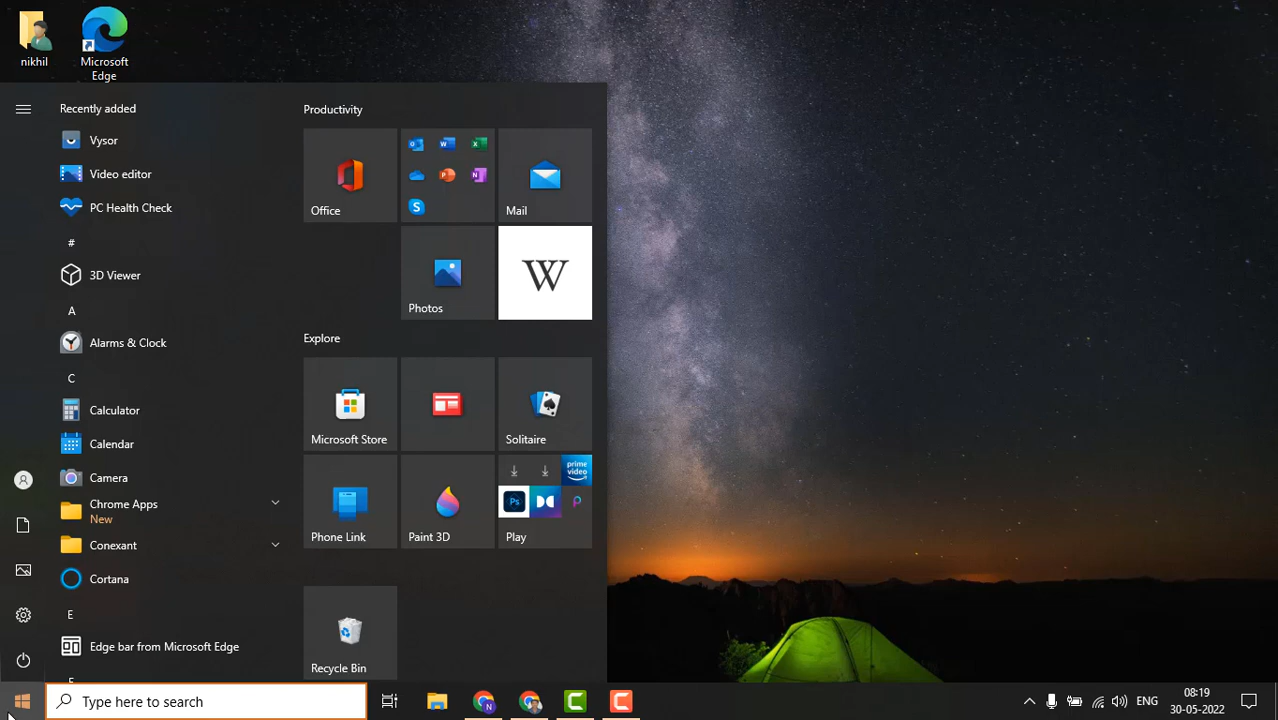 nikhil
Microsoft
Edge
Recently added
Vysor
Video editor
PC Health Check
#
3D Viewer
A
Alarms & Clock
C
Calculator
Calendar
Camera
Chrome Apps
New
Conexant
Cortana
E
Edge bar from Microsoft Edge
Productivity
Office
Mail
Photos
W
Explore
Microsoft Store
Solitaire
Phone Link
Paint 3D
prime
video
Ps
Play
Recycle Bin
Type here to search
N
ENG
08:19
30-05-2022